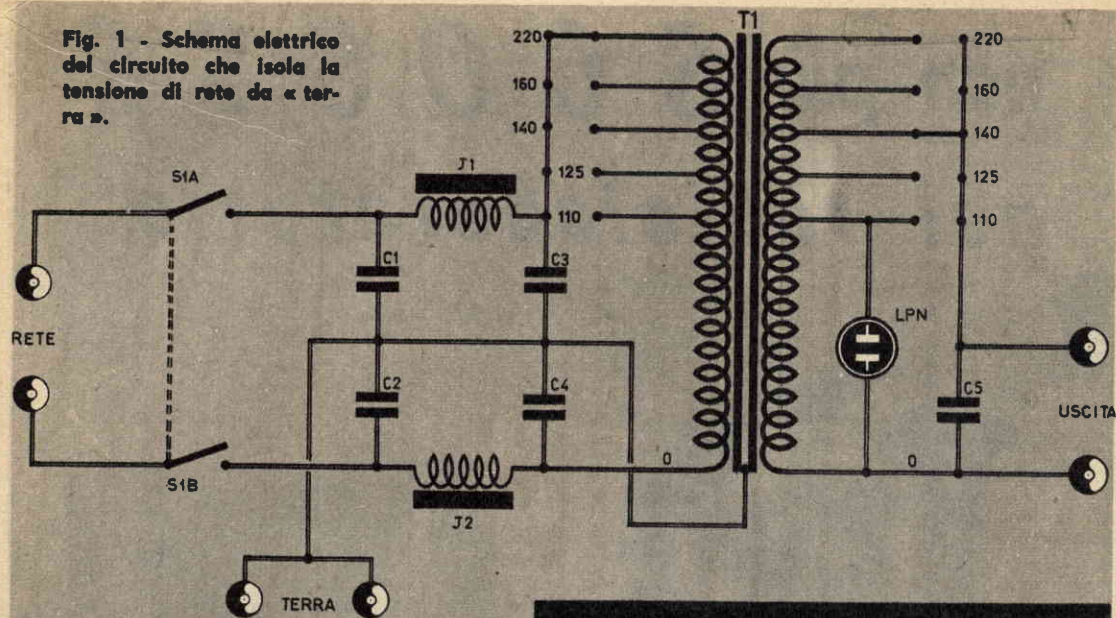 Fig. 1 - Schema elettrico
del circuito che isola la
tensione di rete da « ter-
ra ».
T1
220
160
140
125
110
220
160
140
125
110
S1A
J1
C1
C3
RETE
LPN
C2
C4
C5
USCITA
0
0
S1B
J2
TERRA